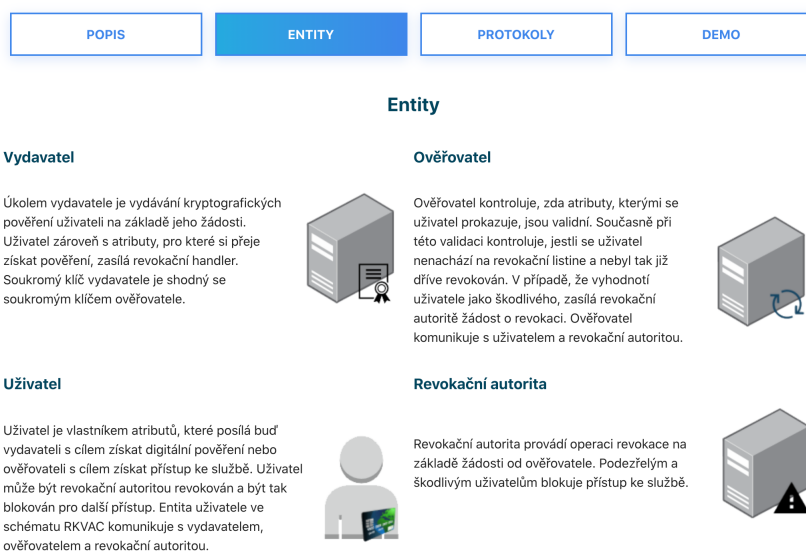 POPIS
ENTITY
PROTOKOLY
DEMO
Entity
Vydavatel
Úkolem vydavatele je vydávání kryptografických
pověření uživateli na základě jeho žádosti.
Uživatel zároveň s atributy, pro které si přeje
získat pověření, zasílá revokační handler.
Soukromý klíč vydavatele je shodný se
soukromým klíčem ověřovatele.
Ověřovatel
Ověřovatel kontroluje, zda atributy, kterými se
uživatel prokazuje, jsou validní. Současně při
této validaci kontroluje, jestli se uživatel
nenachází na revokační listine a nebyl tak již
dříve revokován. V případě, že vyhodnotí
uživatele jako škodlivého, zasílá revokační
autoritě žádost o revokaci. Ověřovatel
komunikuje s uživatelem a revokační autoritou.
Uživatel
Uživatel je vlastníkem atributů, které posílá buď
vydavateli s cílem získat digitální pověření nebo
ověřovateli s cílem získat přístup ke službě. Uživatel
může být revokační autoritou revokován a být tak
blokován pro další přístup. Entita uživatele ve
schématu RKVAC komunikuje s vydavatelem,
ověřovatelem a revokační autoritou.
Revokační autorita
Revokační autorita provádí operaci revokace na
základě žádosti od ověřovatele. Podezřelým a
škodlivým uživatelům blokuje přístup ke službě.